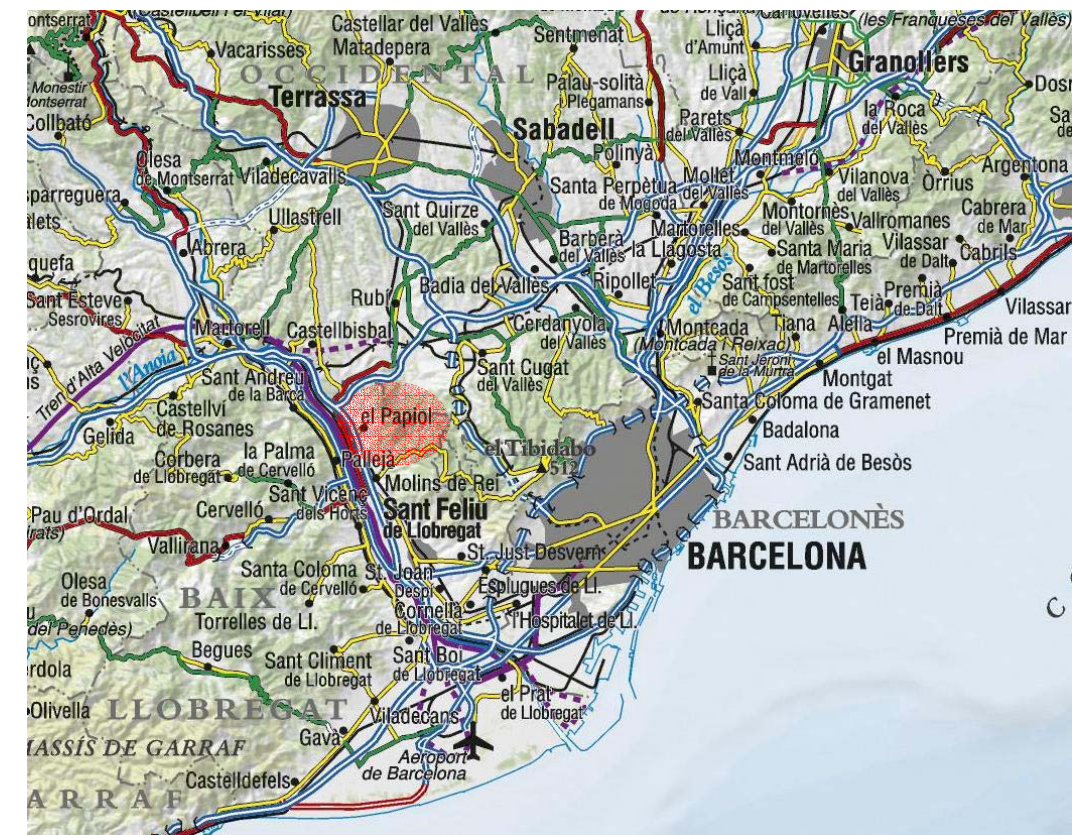 Castellar del Vallès
Matadepera
Vacarisses
Sentmenat
Lliçà
d'Amunt
(les Franqueses del Vallès)
OCCIDENTAL
Granollers
Monestir
Terrassa
Palau-solità
Plegamans
Lliçà
de Vall
la Roca
del Vallès
Collbató
Sabadell
Parets
del Vallès
Polinyà
Montmeló
Olesa
de Montserrat
Viladecavalls
Santa Perpètua
de Mogoda
Mollet
del Vallès
Vilanova
del Vallès
Òrrius
Argentona
Ullastrell
Sant Quirze
del Vallès
Martorelles
Montornès
del Vallès
Vallromanes
Cabrera
de Mar
Abrera
Barberà
del Vallès
la Llagosta
Santa Maria
de Martorelles
Vilassar
de Dalt
Cabrils
Badia del Vallès
Ripollet
el Besòs
Sant fost
de Campsentelles
Sant Esteve
Sesrovires
Rubí
Teià
Premià
de Dalt
Vilassar
Tren d'Alta Velocitat
Martorell
Castellbisbal
Cerdanyola
del Vallès
Montcada
(Montcada i Reixac)
Tiana
Alella
Premià de Mar
l'Anoia
Sant Andreu
de la Barca
Sant Cugat
del Vallès
Sant Jeroni
de la Murtra
el Masnou
Montgat
Castellví
de Rosanes
el Papiol
Santa Coloma de Gramenet
Gelida
Badalona
Corbera
de Llobregat
la Palma
de Cervelló
Pallejà
el Tibidabo
512
Sant Adrià de Besòs
Molins de Rei
Sant Vicenç
dels Horts
Cervelló
Sant Feliu
de Llobregat
Pau d'Ordal
BARCELONÈS
Vallirana
St. Just Desvern
BARCELONA
Olesa
de Bonesvalls
Santa Coloma
de Cervelló
St. Joan
Despí
Esplugues de Ll.
BAIX
Torrelles de Ll.
Cornellà
de Llobregat
l'Hospitalet de Ll.
del Penedès)
Begues
Sant Climent
de Llobregat
Sant Boi
de Llobregat
el Prat
de Llobregat
Olivella
LLOBREGAT
Viladecans
Gavà
MASSÍS DE GARRAF
Aeroport
de Barcelona
Castelldefels
ARRAF
C